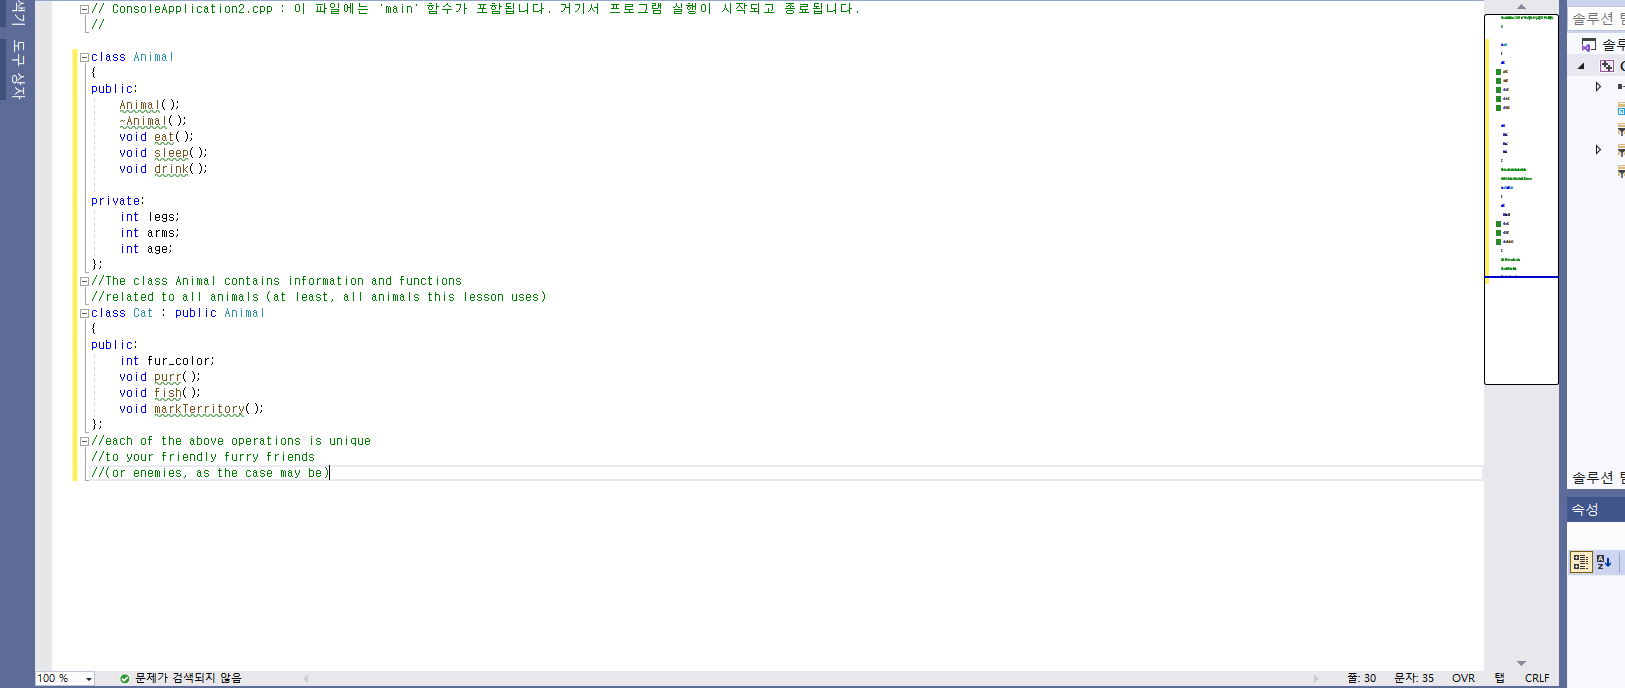 색기
도구 상자
// ConsoleApplication2.cpp : 이 파일에는 'main' 함수가 포함됩니다. 거기서 프로그램 실행이 시작되고 종료됩니다.
//
class Animal
{
public:
Animal();
~Animal();
void eat();
void sleep();
void drink();
private:
int legs;
int arms;
int age;
};
//The class Animal contains information and functions
//related to all animals (at least, all animals this lesson uses)
class Cat : public Animal
{
public:
int fur_color;
void purr();
void fish();
void markTerritory();
};
//each of the above operations is unique
//to your friendly furry friends
//(or enemies, as the case may be)
100 %
문제가 검색되지 않음
줄: 30 문자: 35 OVR 탭 CRLF
솔루션
솔루
솔루션
속성